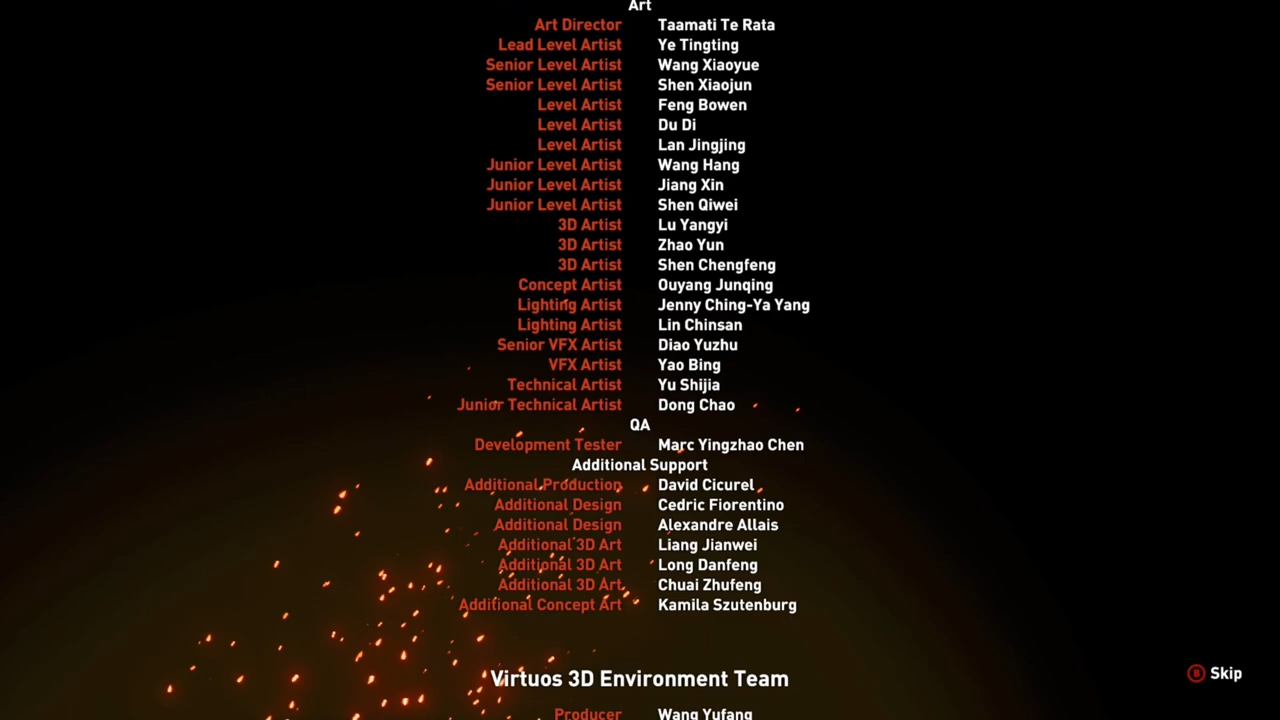 Art
Art Director Taamati Te Rata
Lead Level Artist Ye Tingting
Senior Level Artist Wang Xiaoyue
Senior Level Artist Shen Xiaojun
Level Artist Feng Bowen
Level Artist Du Di
Level Artist Lan Jingjing
Junior Level Artist Wang Hang
Junior Level Artist Jiang Xin
Junior Level Artist Shen Qiwei
3D Artist Lu Yangyi
3D Artist Zhao Yun
3D Artist Shen Chengfeng
Concept Artist Ouyang Junqing
Lighting Artist Jenny Ching-Ya Yang
Lighting Artist Lin Chinsan
Senior VFX Artist Diao Yuzhu
VFX Artist Yao Bing
Technical Artist Yu Shijia
Junior Technical Artist Dong Chao
QA
Development Tester Marc Yingzhao Chen
Additional Support
Additional Production David Cicurel
Additional Design Cedric Fiorentino
Additional Design Alexandre Allais
Additional 3D Art Liang Jianwei
Additional 3D Art Long Danfeng
Additional 3D Art Chuai Zhufeng
Additional Concept Art Kamila Szutenburg
Virtuos 3D Environment Team
B Skip
Producer Wang Yufang